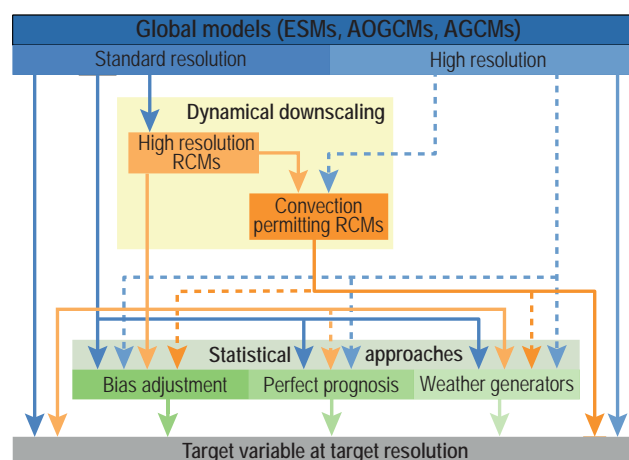 Global models (ESMs, AOGCMs, AGCMs)
Standard resolution
High resolution
Dynamical downscaling
High resolution
RCMs
Convection
permitting RCMs
Statistical approaches
Bias adjustment
Perfect prognosis
Weather generators
Target variable at target resolution